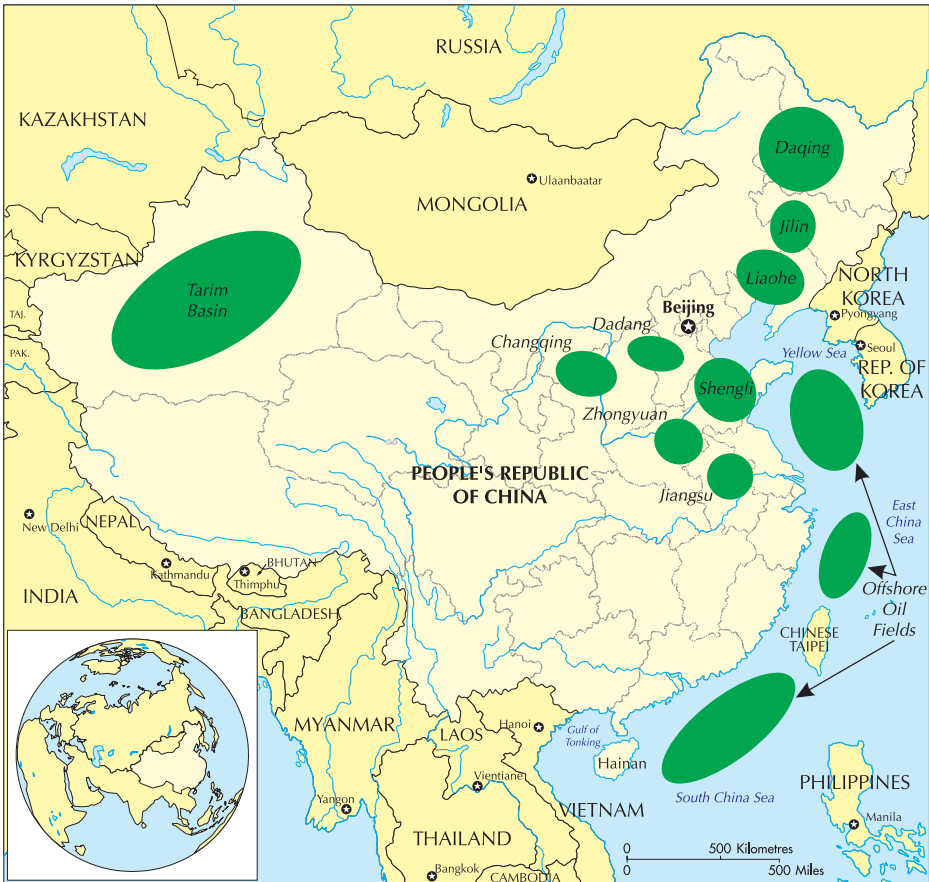 RUSSIA
KAZAKHSTAN
Daqing
Ulaanbaatar
MONGOLIA
Jilin
KYRGYZSTAN
Liaohe
NORTH
KOREA
Tarim
Basin
Beijing
TAJ.
Pyongyang
Dadang
Changqing
Seoul
Yellow Sea
PAK.
REP. OF
KOREA
Shengli
Zhongyuan
PEOPLE'S REPUBLIC
OF CHINA
Jiangsu
East
China
Sea
New Delhi
NEPAL
Kathmandu
BHUTAN
Thimphu
Offshore
Oil
Fields
INDIA
BANGLADESH
CHINESE
TAIPEI
MYANMAR
LAOS
Hanoi
Gulf of
Tonking
Hainan
Vientiane
PHILIPPINES
South China Sea
Yangon
VIETNAM
Manila
THAILAND
0 500 Kilometres
0 500 Miles
Bangkok
CAMBODIA